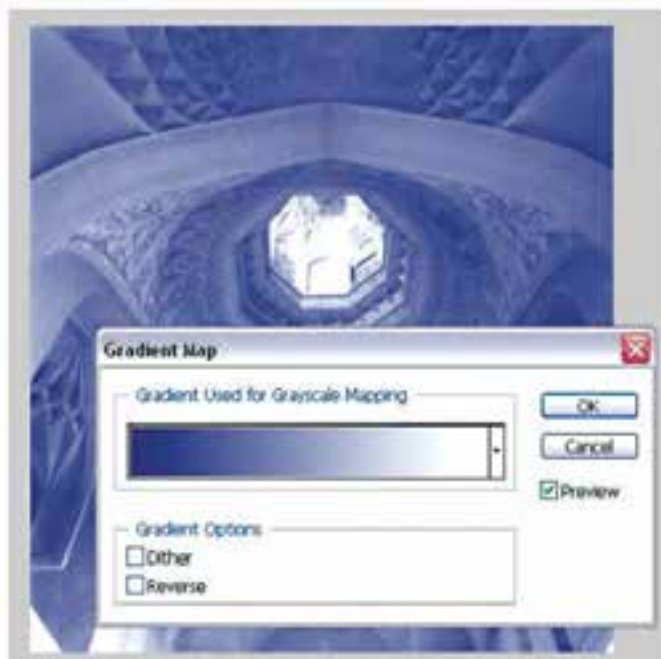 Gradient Map
Gradient Used for Grayscale Mapping
OK
Cancel
Preview
Gradient Options
Dither
Reverse